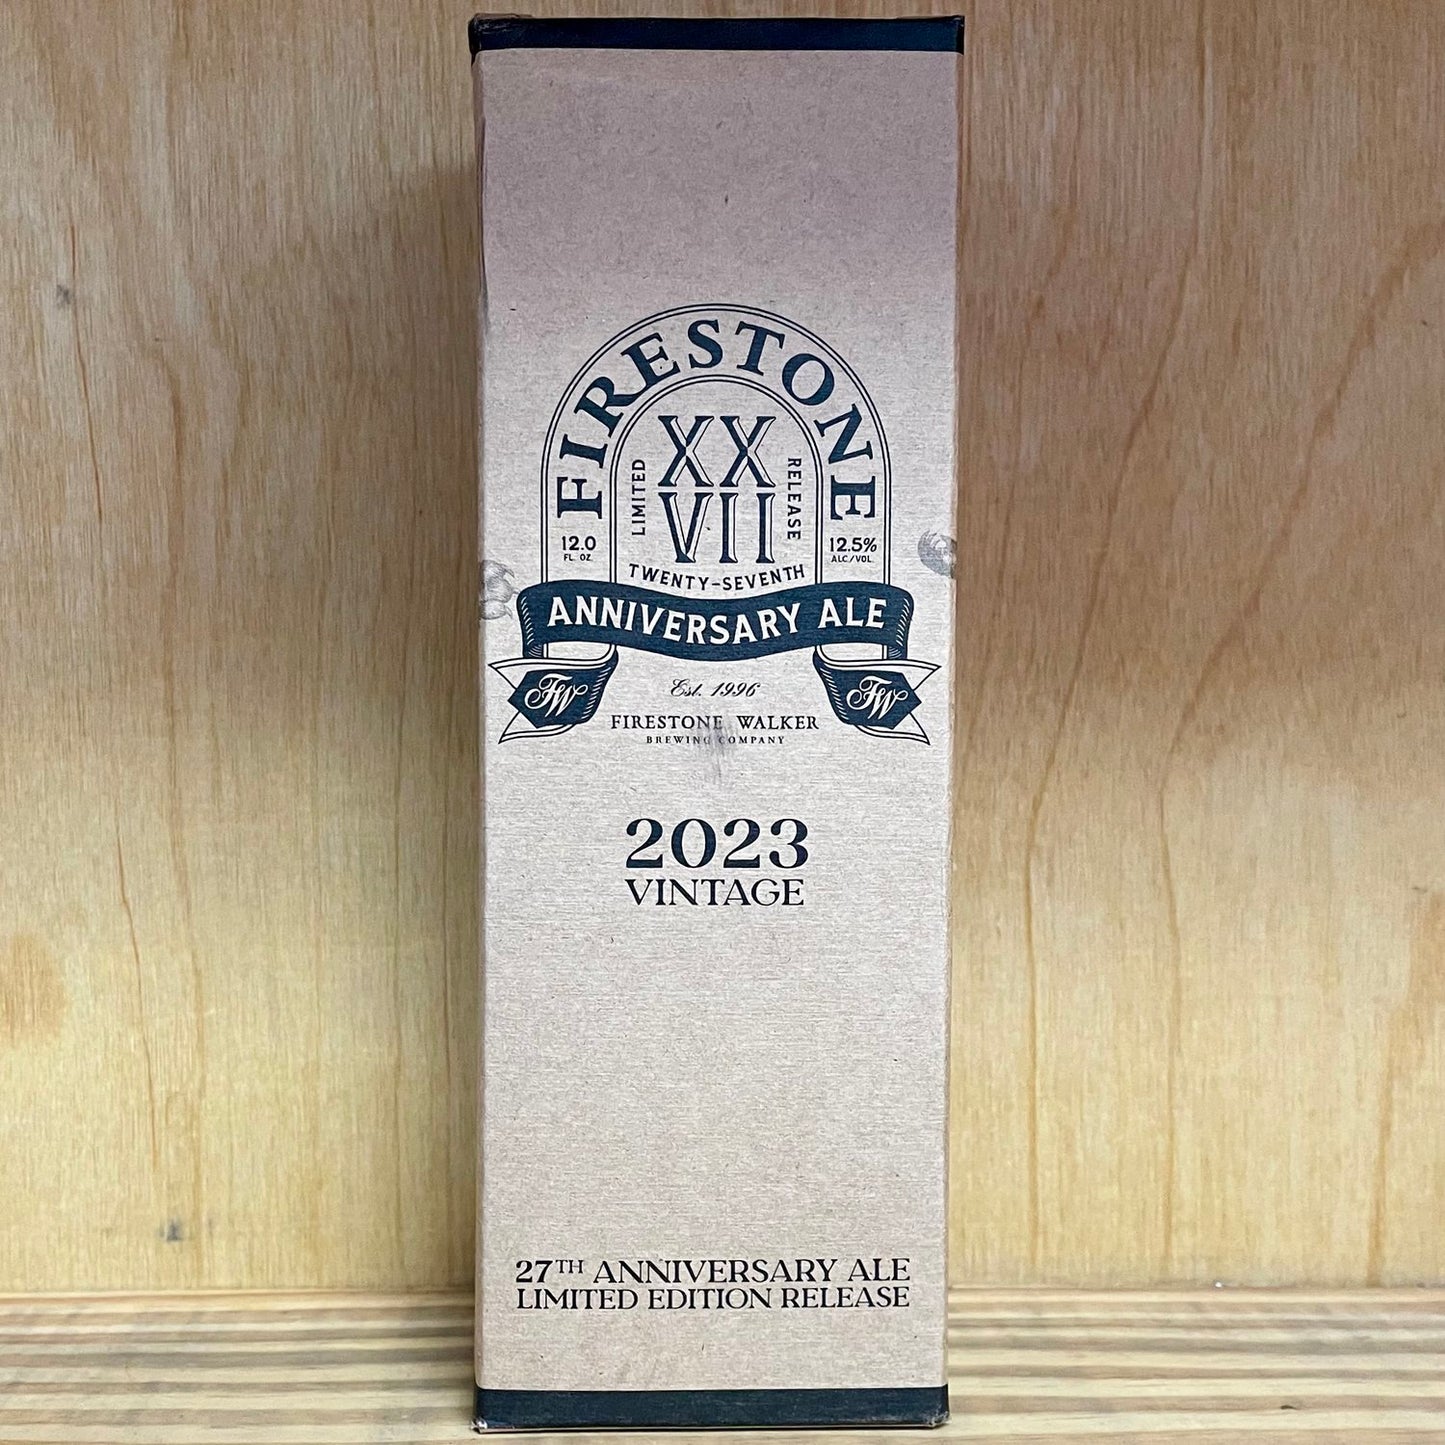 FIRESTONE
LIMITED
XX
VII
RELEASE
12.0
FL. OZ.
12.5%
ALC/VOL.
TWENTY-SEVENTH
ANNIVERSARY ALE
FW
FW
Est. 1996
FIRESTONE WALKER
BREWING COMPANY
2023
VINTAGE
27TH ANNIVERSARY ALE
LIMITED EDITION RELEASE